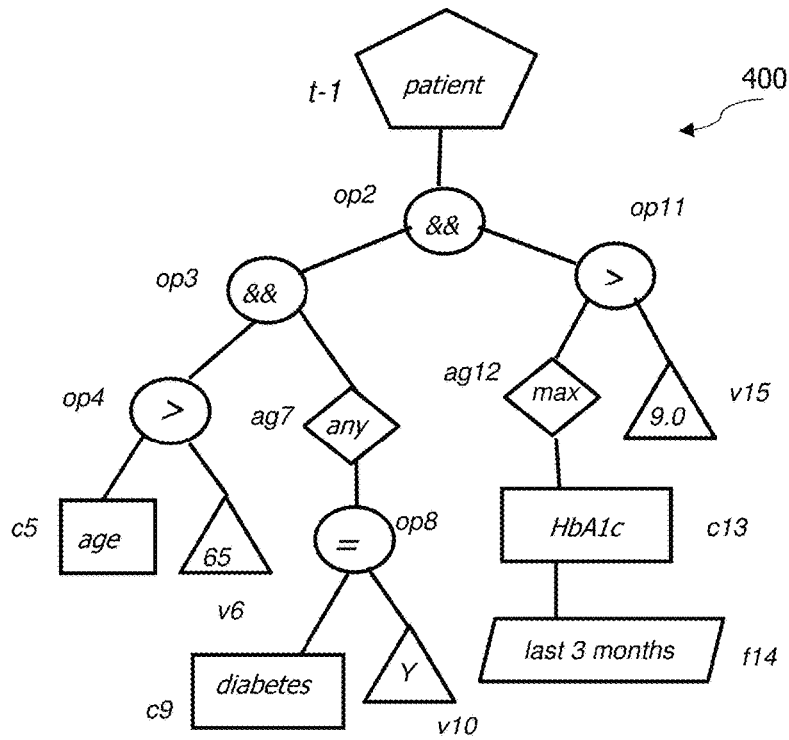 patient
t-1
400
op2
&&
op11
op3
&&
>
op4
>
ag7
any
ag12
max
9.0
v15
c5
age
65
op8
=
HbA1c
c13
v6
diabetes
Y
last 3 months
f14
c9
v10